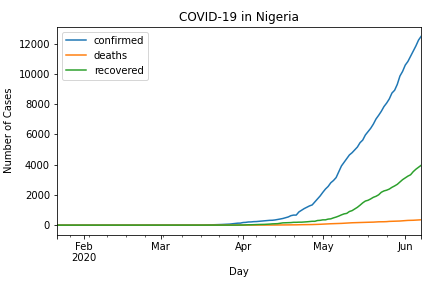 COVID-19 in Nigeria
confirmed
deaths
recovered
Number of Cases
12000
10000
8000
6000
4000
2000
0
Feb Mar Apr May Jun
2020
Day